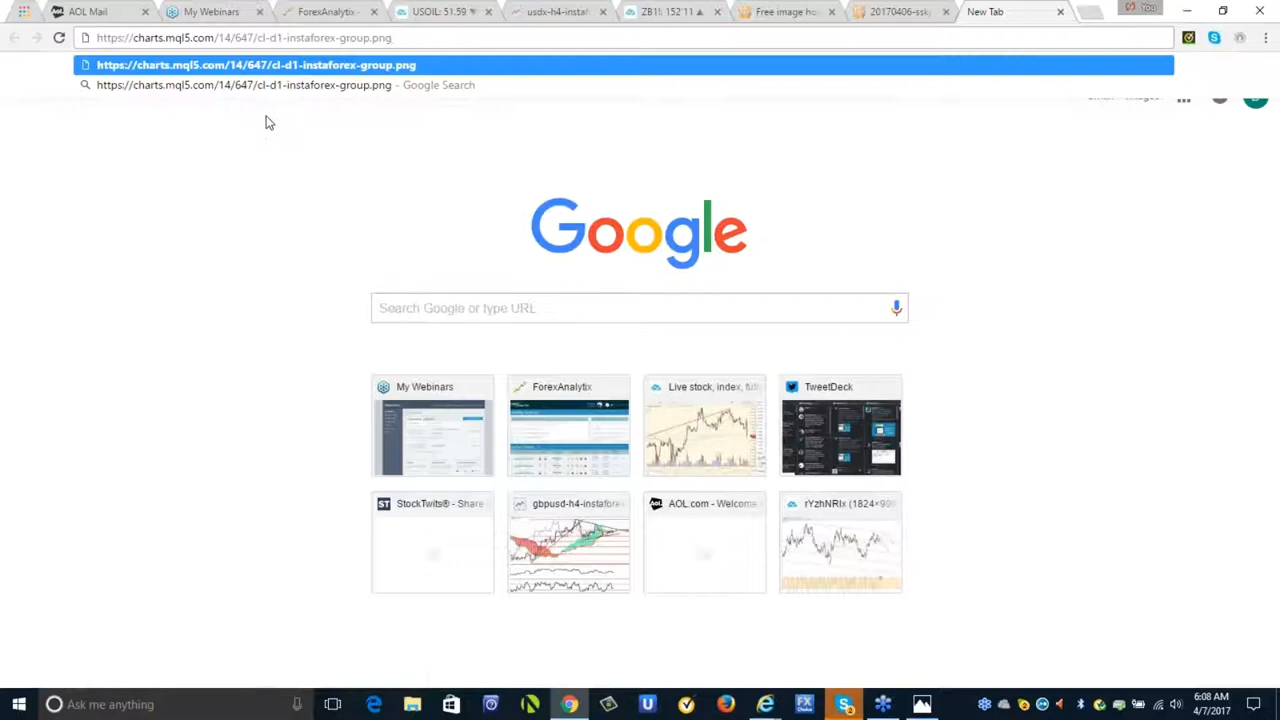 AOL Mail
My Webinars
ForexAnalytix -
USOIL: 51.59 ▼
usdx-h4-instaf
ZB1! 152'11 ▲
Free image ho
20170406-ssk
New Tab
You
https://charts.mql5.com/14/647/cl-d1-instaforex-group.png
https://charts.mql5.com/14/647/cl-d1-instaforex-group.png
https://charts.mql5.com/14/647/cl-d1-instaforex-group.png - Google Search
Google
Search Google or type URL
My Webinars
ForexAnalytix
Live stock, index, futu
TweetDeck
StockTwits® - Share
gbpusd-h4-instafore
AOL.com - Welcome
rYzhNRIx (1824×99
Ask me anything
6:08 AM
4/7/2017